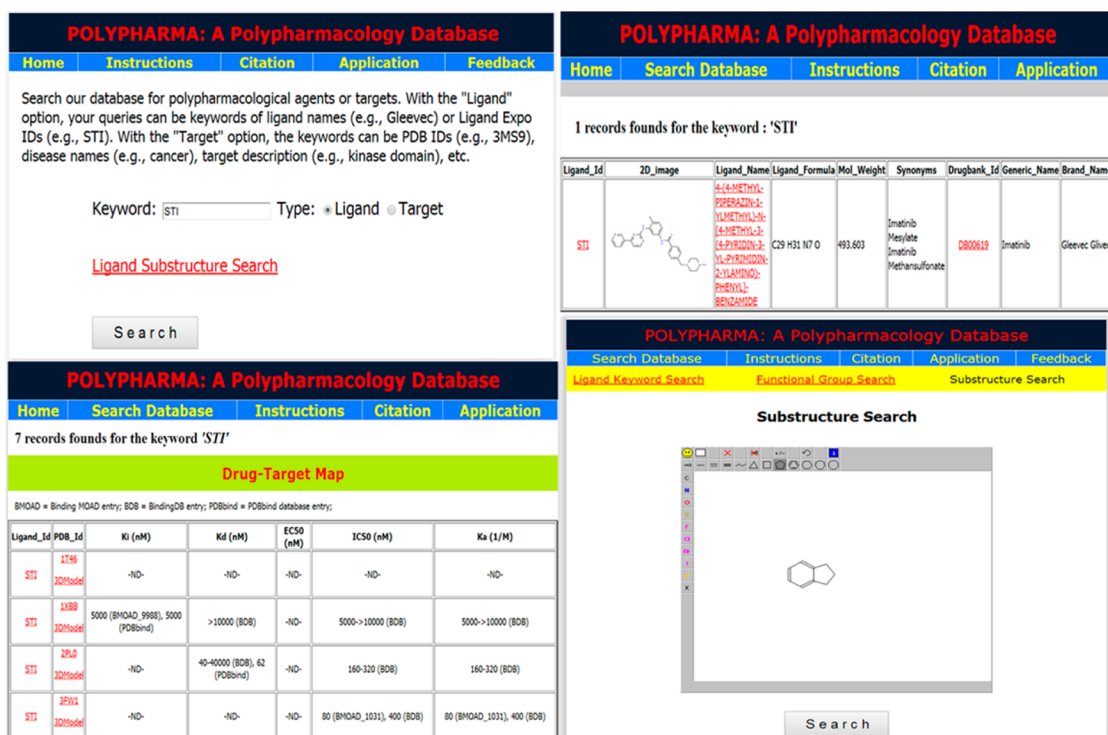 POLYPHARMA: A Polypharmacology Database
Home Instructions Citation Application Feedback
Search our database for polypharmacological agents or targets. With the "Ligand"
option, your queries can be keywords of ligand names (e.g., Gleevec) or Ligand Expo
IDs (e.g., STI). With the "Target" option, the keywords can be PDB IDs (e.g., 3MS9),
disease names (e.g., cancer), target description (e.g., kinase domain), etc.
Keyword: STI Type: Ligand Target
Ligand Substructure Search
Search
POLYPHARMA: A Polypharmacology Database
Home Search Database Instructions Citation Application
1 records founds for the keyword : 'STI'
Ligand_Id 2D_image Ligand_Name Ligand_Formula Mol_Weight Synonyms Drugbank_Id Generic_Name Brand_Nam
STI
4-(4-METHYL-
PIPERAZIN-1-
YLMETHYL)-N-
[4-METHYL-3-
(4-PYRIDIN-3-
YL-PYRIMIDIN-
2-YLAMINO)-
PHENYL]-
BENZAMIDE
C29 H31 N7 O
493.603
Imatinib
Mesylate
Imatinib
Methansulfonate
DB00619
Imatinib
Gleevec Glive
POLYPHARMA: A Polypharmacology Database
Home Search Database Instructions Citation Application
7 records founds for the keyword 'STI'
Drug-Target Map
BMOAD = Binding MOAD entry; BDB = BindingDB entry; PDBbind = PDBbind database entry;
Ligand_Id PDB_Id Ki (nM) Kd (nM) EC50 (nM) IC50 (nM) Ka (1/M)
STI 1T46 3DModel -ND- -ND- -ND- -ND- -ND-
STI 1XBB 3DModel 5000 (BMOAD_9988), 5000 (PDBbind) >10000 (BDB) -ND- 5000->10000 (BDB) 5000->10000 (BDB)
STI 2PL0 3DModel -ND- 40-40000 (BDB), 62 (PDBbind) -ND- 160-320 (BDB) 160-320 (BDB)
STI 3FW1 3DModel -ND- -ND- -ND- 80 (BMOAD_1031), 400 (BDB) 80 (BMOAD_1031), 400 (BDB)
POLYPHARMA: A Polypharmacology Database
Search Database Instructions Citation Application Feedback
Ligand Keyword Search Functional Group Search Substructure Search
Substructure Search
+/-
C
N
O
F
Cl
Br
I
X
Search